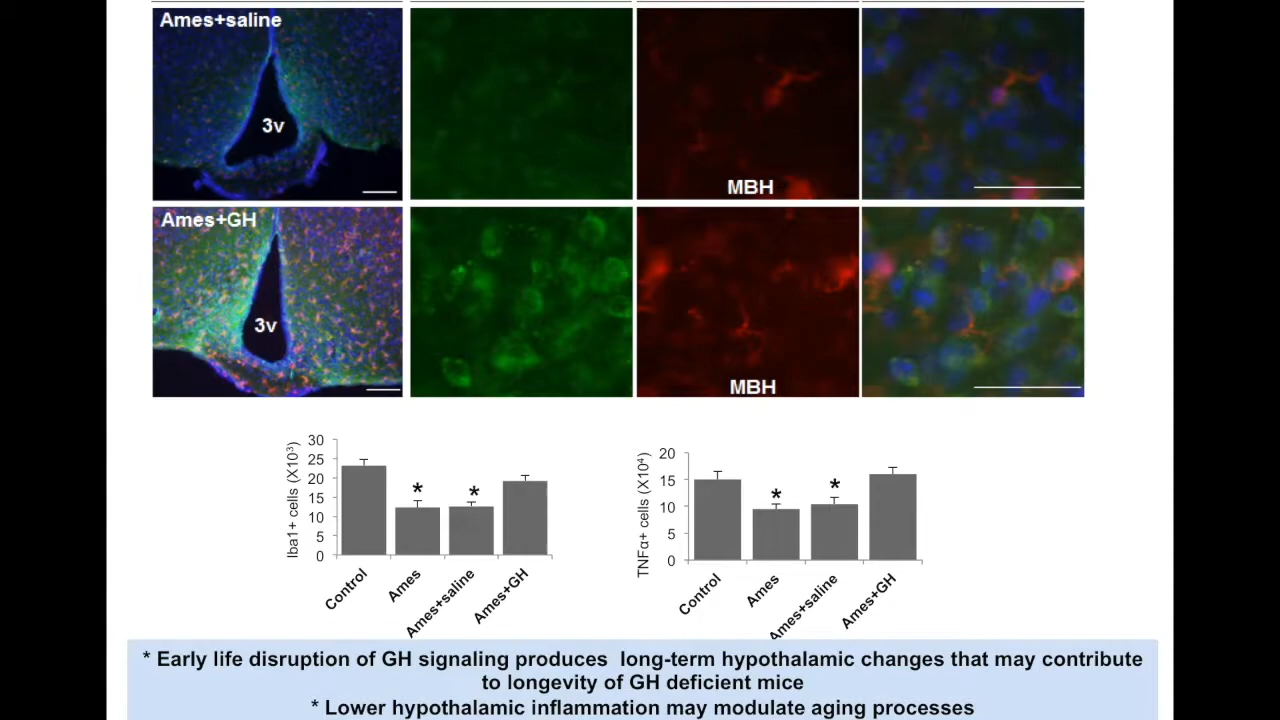 Ames+saline
3v
MBH
Ames+GH
3v
MBH
Iba1+ cells (X10³)
30
25
20
15
10
5
0
*
*
Control
Ames
Ames+saline
Ames+GH
TNFα+ cells (X10⁴)
20
15
10
5
0
*
*
Control
Ames
Ames+saline
Ames+GH
* Early life disruption of GH signaling produces long-term hypothalamic changes that may contribute
to longevity of GH deficient mice
* Lower hypothalamic inflammation may modulate aging processes